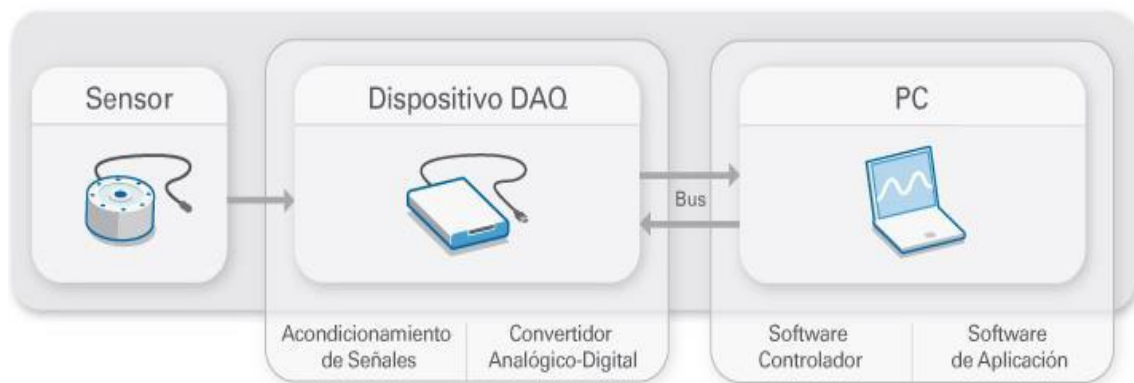 Sensor
Dispositivo DAQ
PC
Bus
Acondicionamiento
de Señales
Convertidor
Analógico-Digital
Software
Controlador
Software
de Aplicación